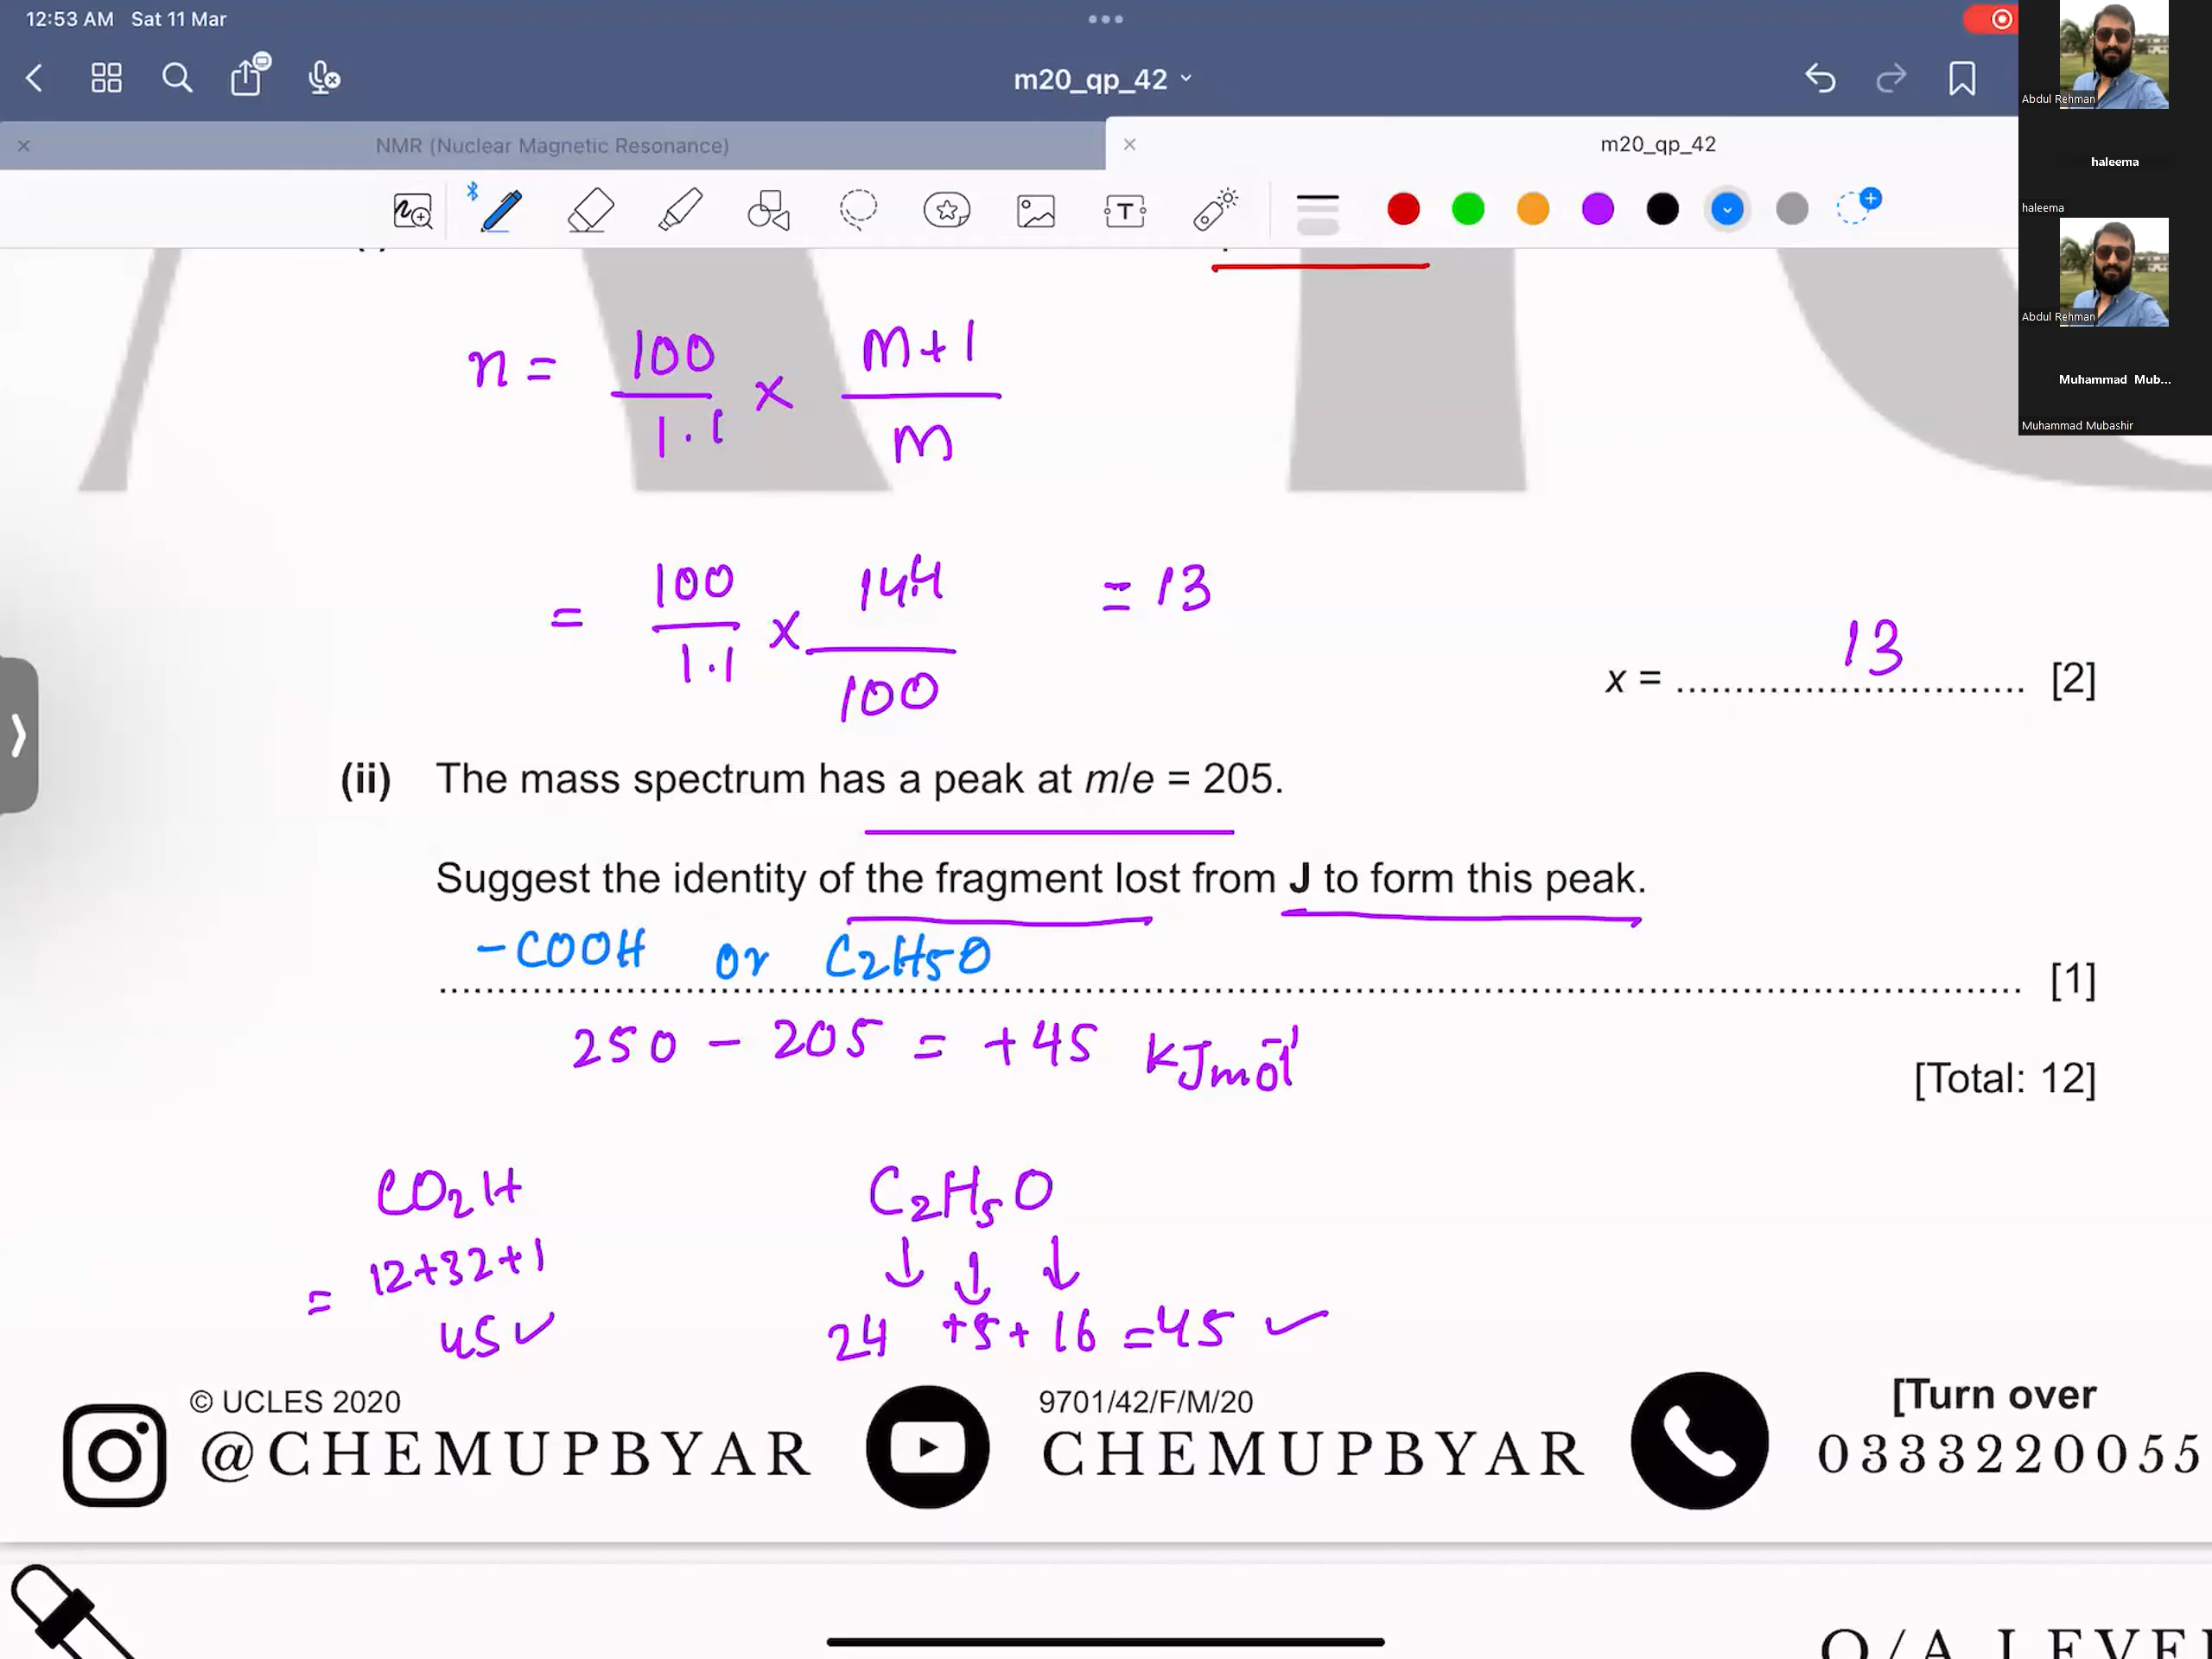 12:53 AM Sat 11 Mar
m20_qp_42
Abdul Rehman
haleema
haleema
Abdul Rehman
Muhammad Mub...
Muhammad Mubashir
NMR (Nuclear Magnetic Resonance)
m20_qp_42
T
n = 100/1.1 × M+1/M
= 100/1.1 × 14.4/100 = 13
x = 13 [2]
(ii) The mass spectrum has a peak at m/e = 205.
Suggest the identity of the fragment lost from J to form this peak.
-COOH or C₂H₅O
[1]
250 - 205 = +45 kJmol⁻¹
[Total: 12]
CO₂H C₂H₅O
= 12+32+1
45 ✓ 24 +5+ 16 =45 ✓
© UCLES 2020 9701/42/F/M/20 [Turn over
@CHEMUPBYAR CHEMUPBYAR 0333220055
O/A LEVEL